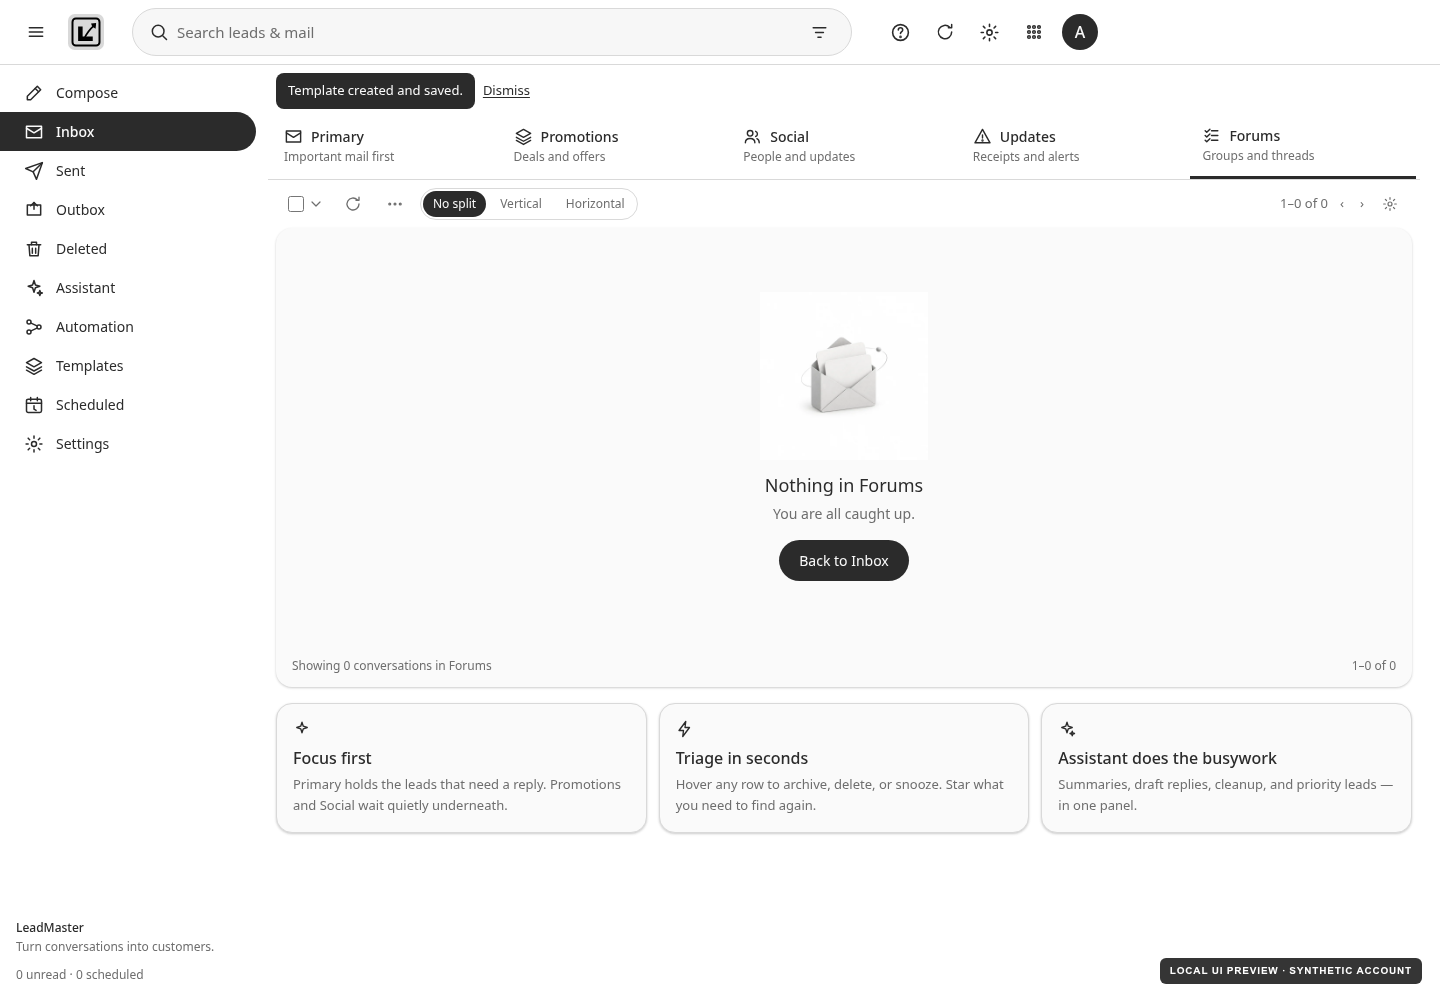 Search leads & mail
A
Compose
Inbox
Sent
Outbox
Deleted
Assistant
Automation
Templates
Scheduled
Settings
Template created and saved. Dismiss
Primary
Important mail first
Promotions
Deals and offers
Social
People and updates
Updates
Receipts and alerts
Forums
Groups and threads
No split Vertical Horizontal
1–0 of 0 ‹ ›
Nothing in Forums
You are all caught up.
Back to Inbox
Showing 0 conversations in Forums
1–0 of 0
Focus first
Primary holds the leads that need a reply. Promotions
and Social wait quietly underneath.
Triage in seconds
Hover any row to archive, delete, or snooze. Star what
you need to find again.
Assistant does the busywork
Summaries, draft replies, cleanup, and priority leads —
in one panel.
LeadMaster
Turn conversations into customers.
0 unread · 0 scheduled
LOCAL UI PREVIEW · SYNTHETIC ACCOUNT